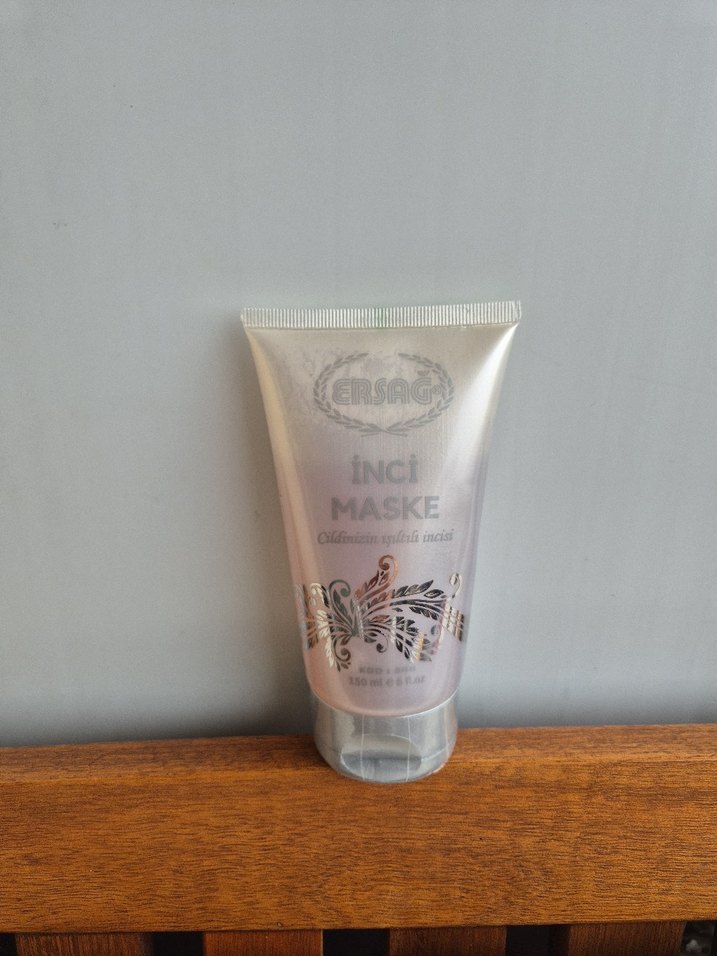 ERSAĞ®
İNCİ
MASKE
Cildinizin ışıltılı incisi
150 ml e 5 fl.oz